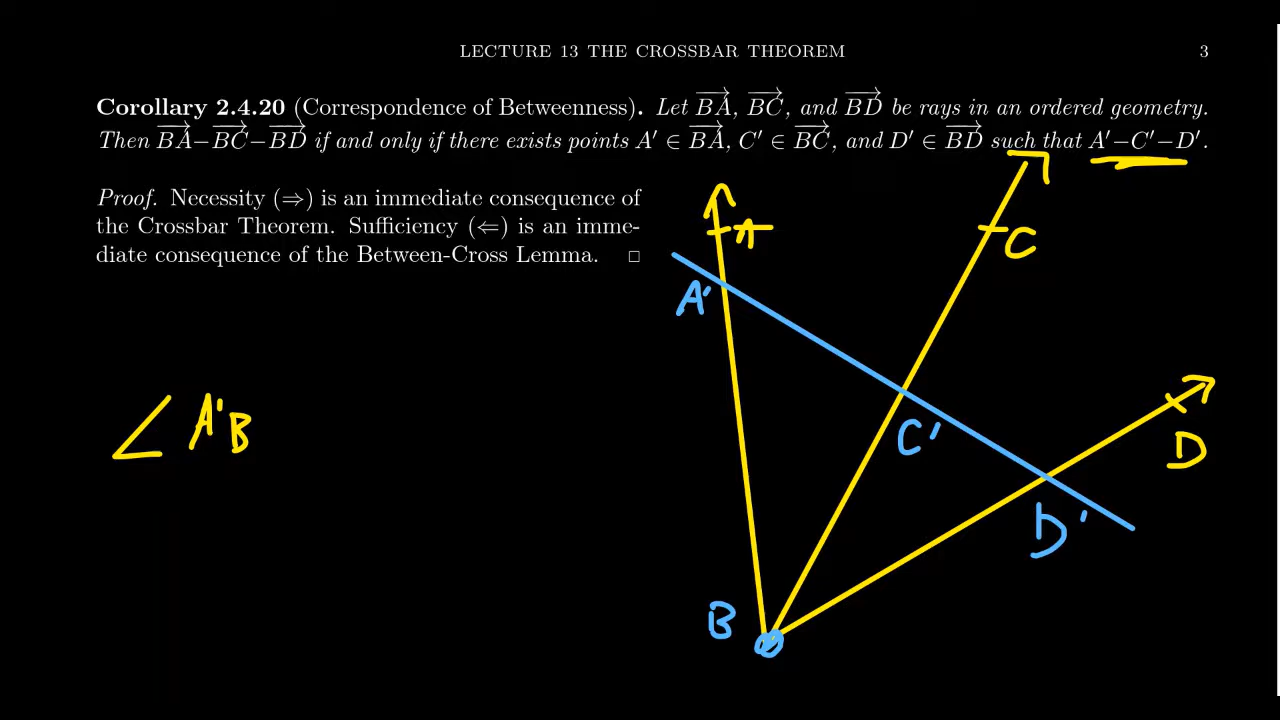 LECTURE 13 THE CROSSBAR THEOREM 3
Corollary 2.4.20 (Correspondence of Betweenness). Let $\overrightarrow{BA}$, $\overrightarrow{BC}$, and $\overrightarrow{BD}$ be rays in an ordered geometry.
Then $\overrightarrow{BA}$−$\overrightarrow{BC}$−$\overrightarrow{BD}$ if and only if there exists points A′ ∈ $\overrightarrow{BA}$, C′ ∈ $\overrightarrow{BC}$, and D′ ∈ $\overrightarrow{BD}$ such that A′−C′−D′.
Proof. Necessity (⇒) is an immediate consequence of
the Crossbar Theorem. Sufficiency (⇐) is an imme-
diate consequence of the Between-Cross Lemma. □
A
C
A'
∠ A'B
C'
D
D'
B